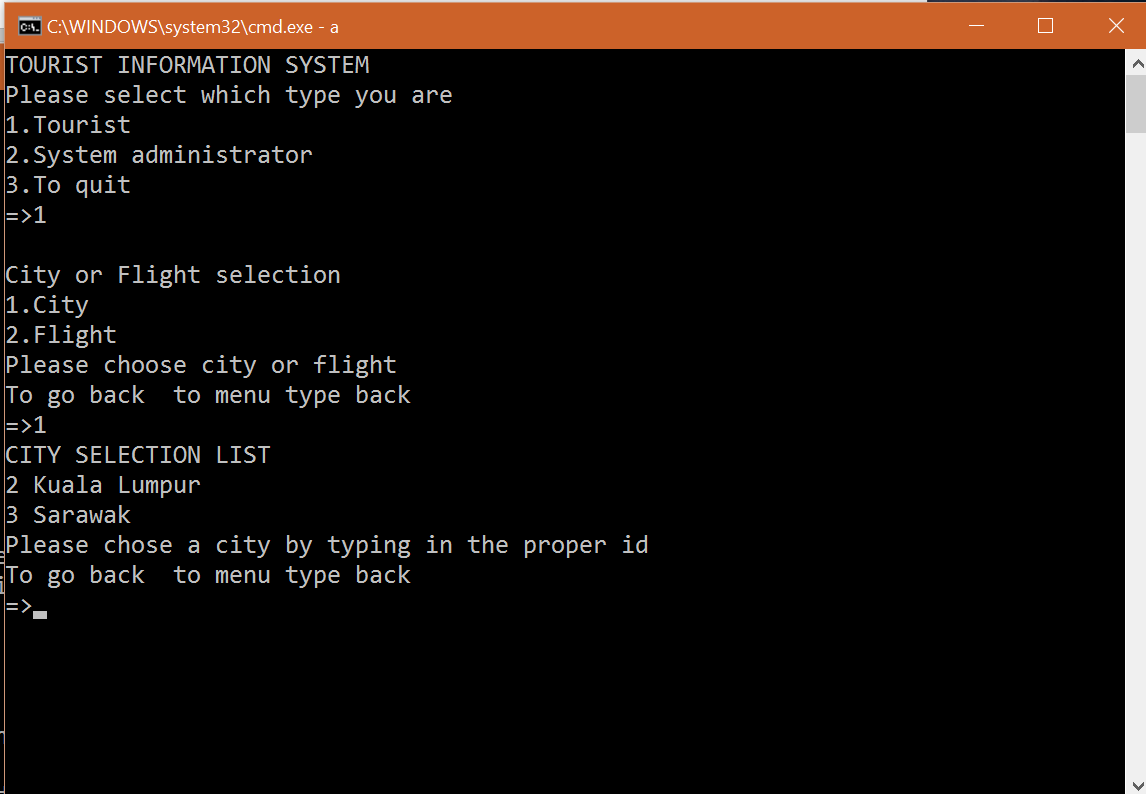 C:\WINDOWS\system32\cmd.exe - a
TOURIST INFORMATION SYSTEM
Please select which type you are
1.Tourist
2.System administrator
3.To quit
=>1
City or Flight selection
1.City
2.Flight
Please choose city or flight
To go back  to menu type back
=>1
CITY SELECTION LIST
2 Kuala Lumpur
3 Sarawak
Please chose a city by typing in the proper id
To go back  to menu type back
=>